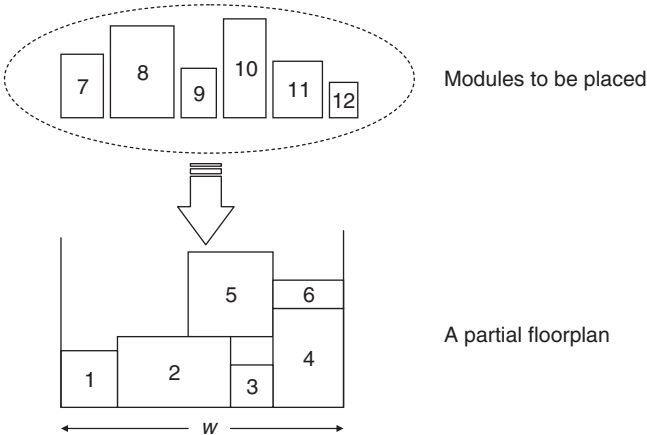 7 8 9 10 11 12
Modules to be placed
5 6
A partial floorplan
1 2 3 4
W